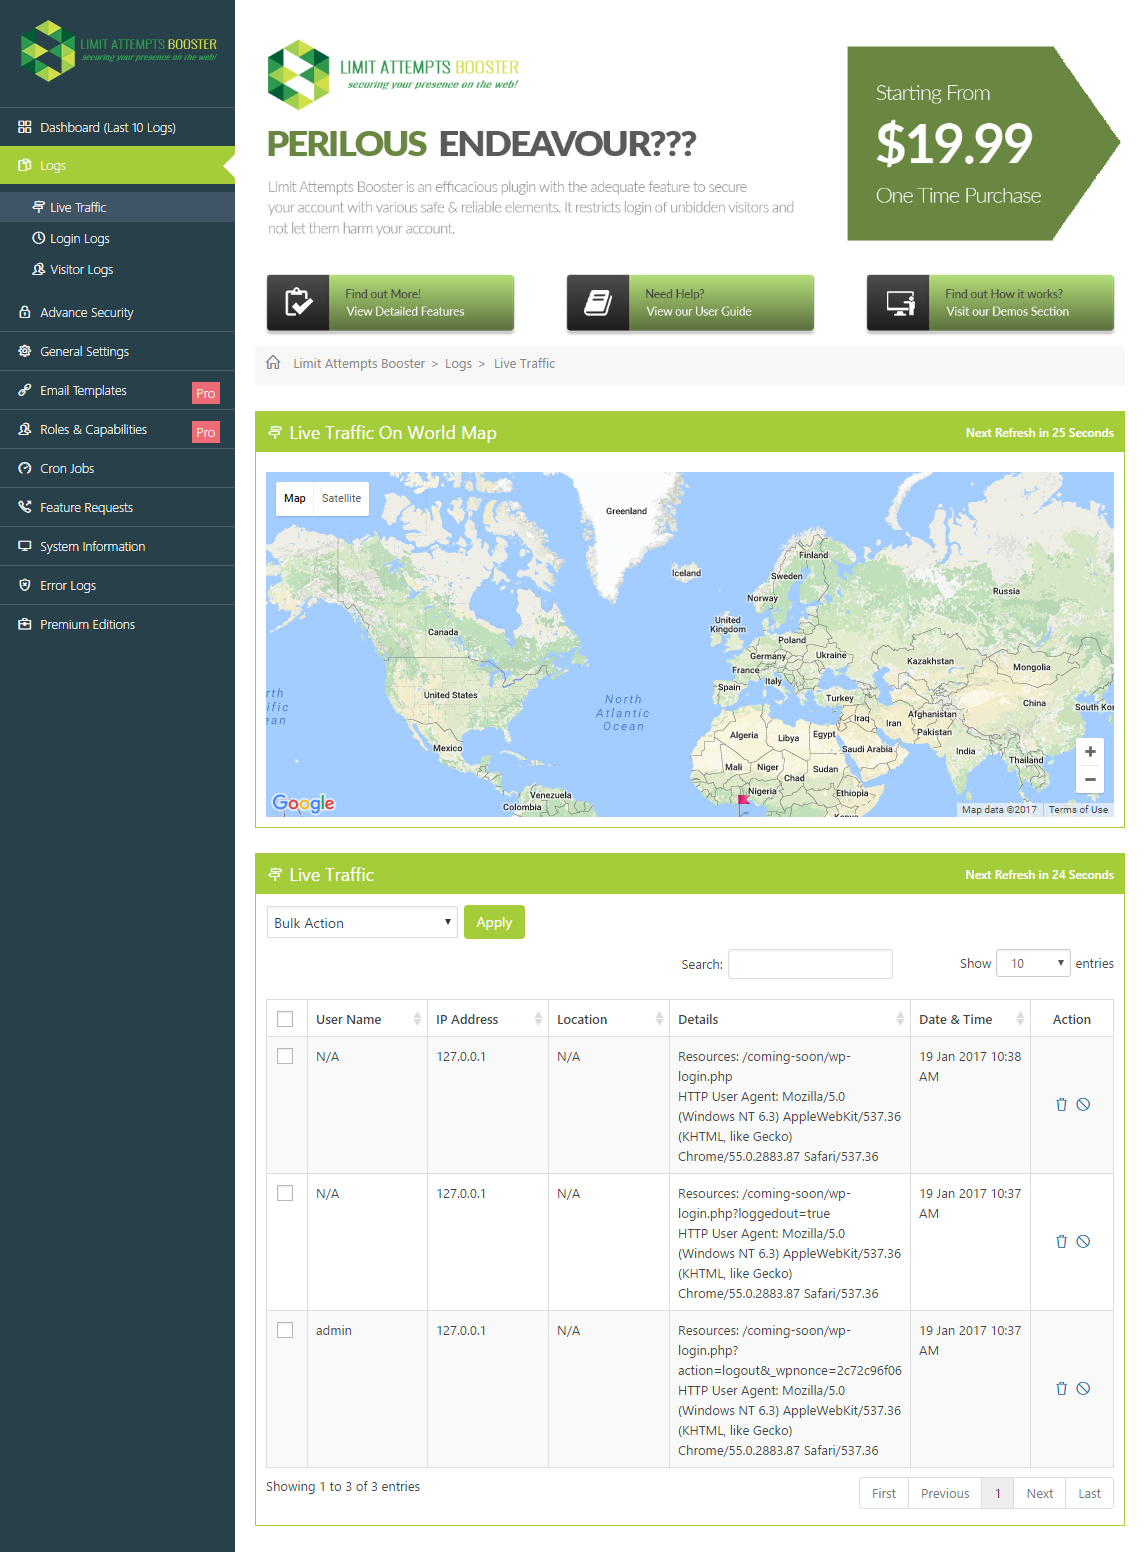 LIMIT ATTEMPTS BOOSTER
securing your presence on the web!
Dashboard (Last 10 Logs)
Logs
Live Traffic
Login Logs
Visitor Logs
Advance Security
General Settings
Email Templates
Pro
Roles & Capabilities
Pro
Cron Jobs
Feature Requests
System Information
Error Logs
Premium Editions
LIMIT ATTEMPTS BOOSTER
securing your presence on the web!
PERILOUS ENDEAVOUR???
Limit Attempts Booster is an efficacious plugin with the adequate feature to secure
your account with various safe & reliable elements. It restricts login of unbidden visitors and
not let them harm your account.
Starting From
$19.99
One Time Purchase
Find out More!
View Detailed Features
Need Help?
View our User Guide
Find out How it works?
Visit our Demos Section
Limit Attempts Booster > Logs > Live Traffic
Live Traffic On World Map
Next Refresh in 25 Seconds
Map
Satellite
Greenland
Iceland
Finland
Sweden
Norway
Russia
United
Kingdom
Canada
Poland
Germany
Ukraine
France
Kazakhstan
Mongolia
Italy
Spain
United States
North
Atlantic
Ocean
rth
ific
ean
Turkey
China
South Kor
Iraq
Iran
Afghanistan
Pakistan
Algeria
Libya
Egypt
Saudi Arabia
India
Mexico
Thailand
Mali
Niger
Chad
Sudan
Nigeria
Ethiopia
Venezuela
Colombia
Kenya
Google
+
−
Map data ©2017
Terms of Use
Live Traffic
Next Refresh in 24 Seconds
Bulk Action
Apply
Search:
Show 10 entries
User Name IP Address Location Details Date & Time Action
N/A 127.0.0.1 N/A Resources: /coming-soon/wp- 19 Jan 2017 10:38
login.php AM
HTTP User Agent: Mozilla/5.0
(Windows NT 6.3) AppleWebKit/537.36
(KHTML, like Gecko)
Chrome/55.0.2883.87 Safari/537.36
N/A 127.0.0.1 N/A Resources: /coming-soon/wp- 19 Jan 2017 10:37
login.php?loggedout=true AM
HTTP User Agent: Mozilla/5.0
(Windows NT 6.3) AppleWebKit/537.36
(KHTML, like Gecko)
Chrome/55.0.2883.87 Safari/537.36
admin 127.0.0.1 N/A Resources: /coming-soon/wp- 19 Jan 2017 10:37
login.php? AM
action=logout&_wpnonce=2c72c96f06
HTTP User Agent: Mozilla/5.0
(Windows NT 6.3) AppleWebKit/537.36
(KHTML, like Gecko)
Chrome/55.0.2883.87 Safari/537.36
Showing 1 to 3 of 3 entries
First Previous 1 Next Last